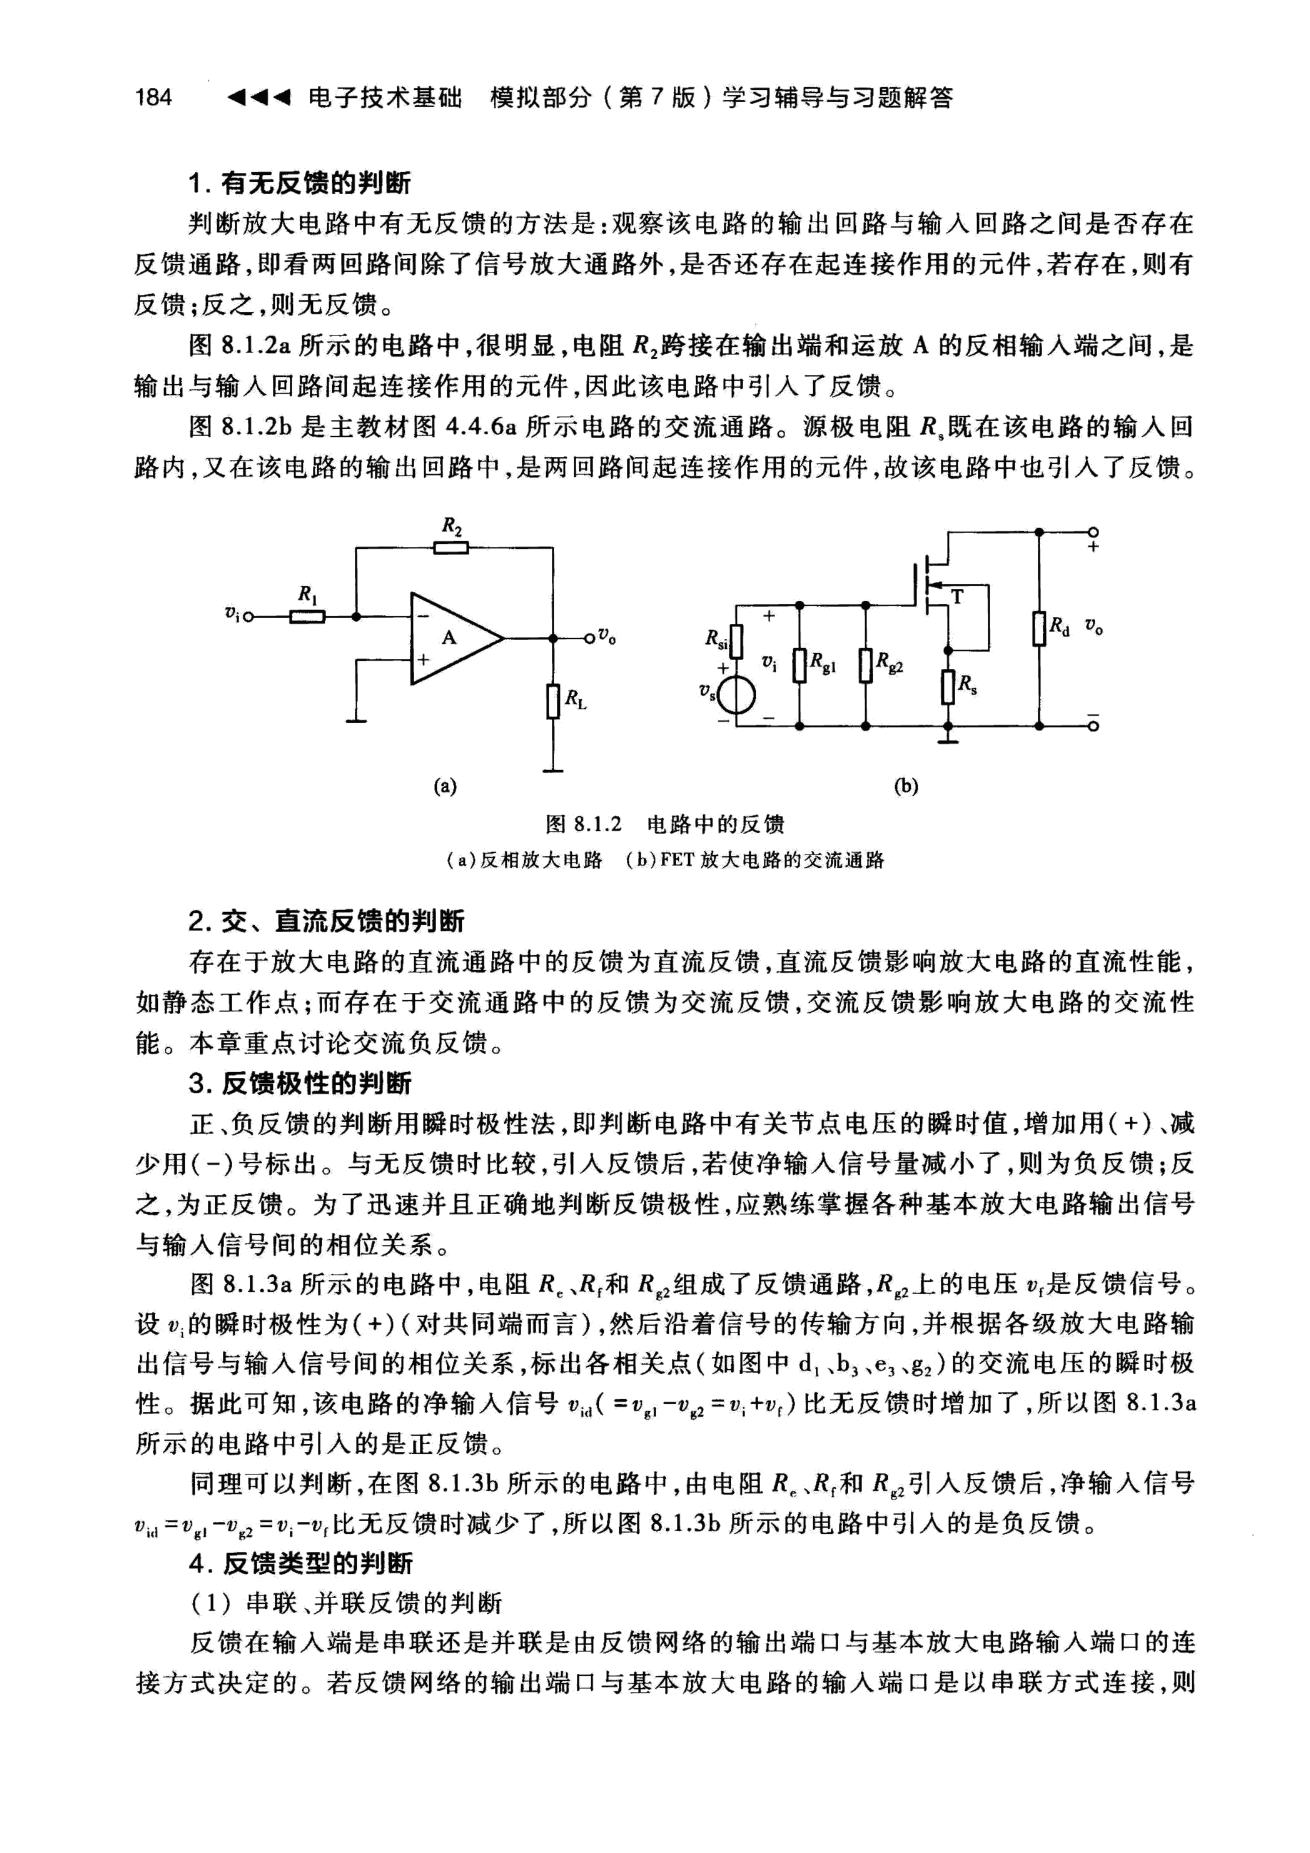 184 ◀◀◀ 电子技术基础 模拟部分(第7版)学习辅导与习题解答
1. 有无反馈的判断
判断放大电路中有无反馈的方法是:观察该电路的输出回路与输入回路之间是否存在
反馈通路,即看两回路间除了信号放大通路外,是否还存在起连接作用的元件,若存在,则有
反馈;反之,则无反馈。
图 8.1.2a 所示的电路中,很明显,电阻 R₂跨接在输出端和运放 A 的反相输入端之间,是
输出与输入回路间起连接作用的元件,因此该电路中引入了反馈。
图 8.1.2b 是主教材图 4.4.6a 所示电路的交流通路。源极电阻 Rₛ既在该电路的输入回
路内,又在该电路的输出回路中,是两回路间起连接作用的元件,故该电路中也引入了反馈。
R₂
R₁
vᵢ
−
A
+
vₒ
R_L
(a)
+
T
R_d
vₒ
−
R_si
+
vₛ
−
+
vᵢ
−
R_g1
R_g2
Rₛ
(b)
图 8.1.2 电路中的反馈
(a)反相放大电路 (b)FET 放大电路的交流通路
2. 交、直流反馈的判断
存在于放大电路的直流通路中的反馈为直流反馈,直流反馈影响放大电路的直流性能,
如静态工作点;而存在于交流通路中的反馈为交流反馈,交流反馈影响放大电路的交流性
能。本章重点讨论交流负反馈。
3. 反馈极性的判断
正、负反馈的判断用瞬时极性法,即判断电路中有关节点电压的瞬时值,增加用(+)、减
少用(-)号标出。与无反馈时比较,引入反馈后,若使净输入信号量减小了,则为负反馈;反
之,为正反馈。为了迅速并且正确地判断反馈极性,应熟练掌握各种基本放大电路输出信号
与输入信号间的相位关系。
图 8.1.3a 所示的电路中,电阻 Rₑ、R_f和 R_g2组成了反馈通路,R_g2上的电压 v_f是反馈信号。
设 vᵢ的瞬时极性为(+)(对共同端而言),然后沿着信号的传输方向,并根据各级放大电路输
出信号与输入信号间的相位关系,标出各相关点(如图中 d₁、b₃、e₃、g₂)的交流电压的瞬时极
性。据此可知,该电路的净输入信号 v_id(=v_g1-v_g2=vᵢ+v_f)比无反馈时增加了,所以图 8.1.3a
所示的电路中引入的是正反馈。
同理可以判断,在图 8.1.3b 所示的电路中,由电阻 Rₑ、R_f和 R_g2引入反馈后,净输入信号
v_id=v_g1-v_g2=vᵢ-v_f比无反馈时减少了,所以图 8.1.3b 所示的电路中引入的是负反馈。
4. 反馈类型的判断
(1) 串联、并联反馈的判断
反馈在输入端是串联还是并联是由反馈网络的输出端口与基本放大电路输入端口的连
接方式决定的。若反馈网络的输出端口与基本放大电路的输入端口是以串联方式连接,则